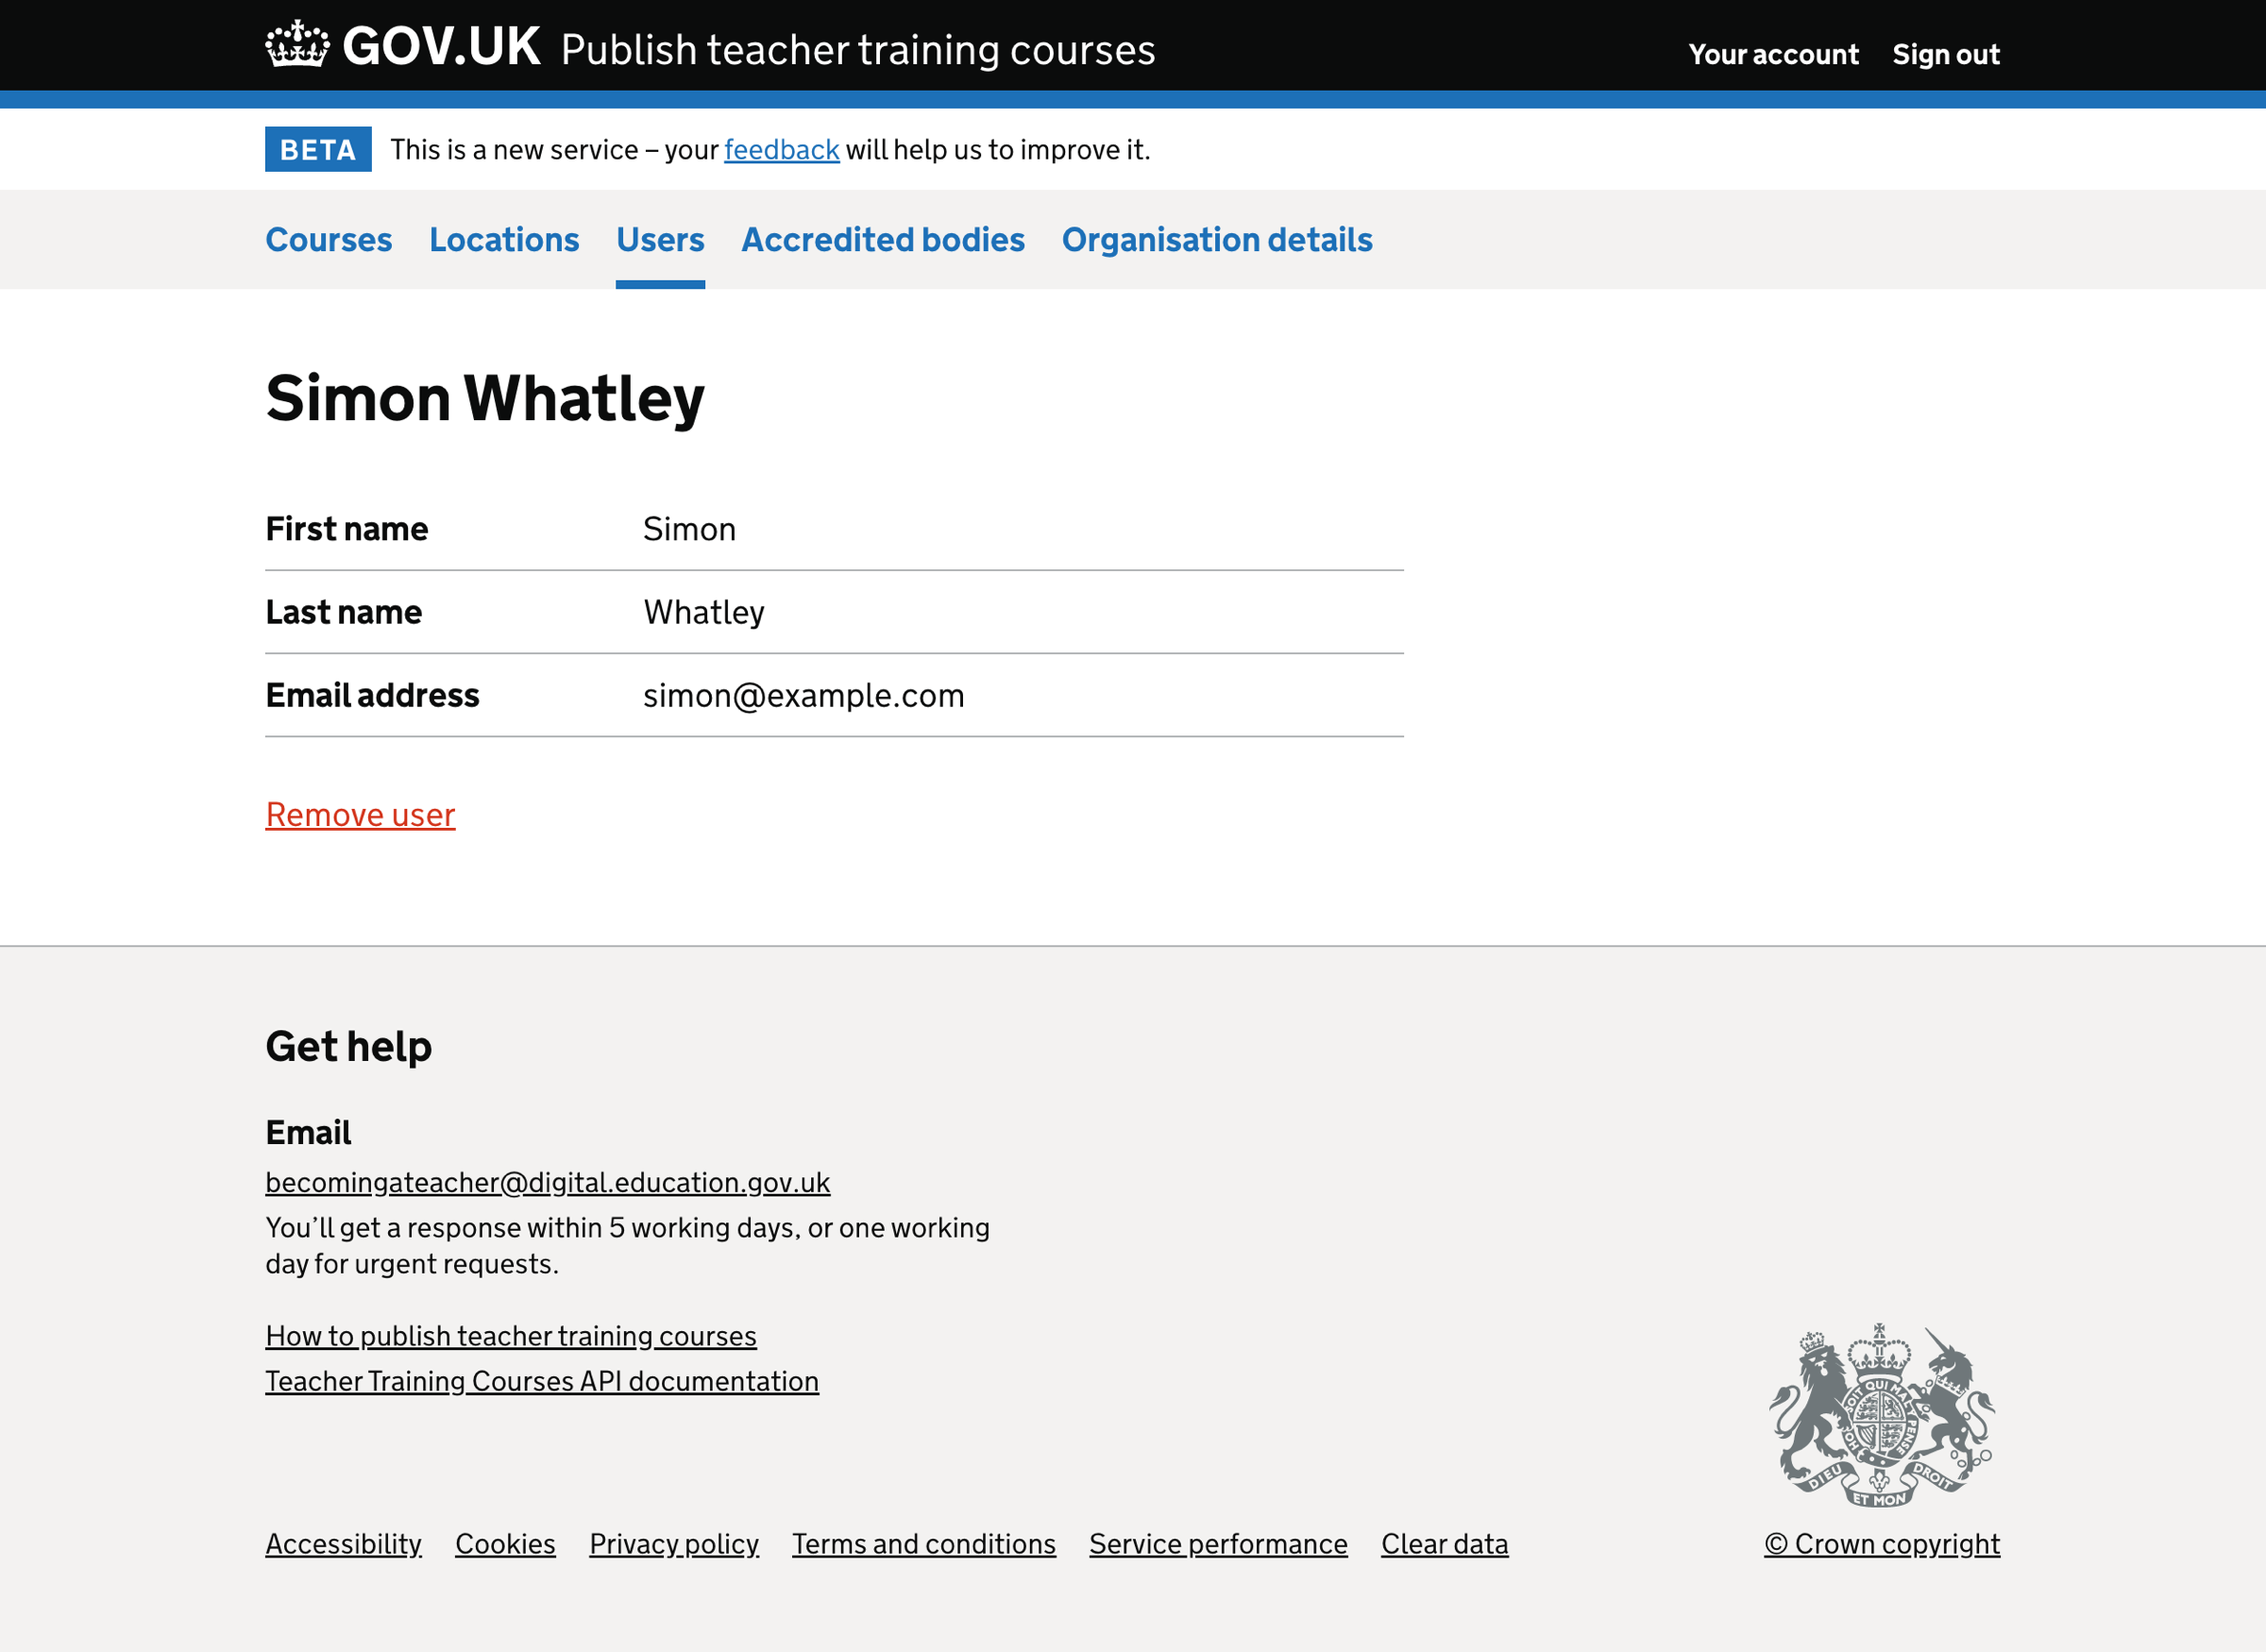 GOV.UK Publish teacher training courses
Your account Sign out
BETA This is a new service – your feedback will help us to improve it.
Courses Locations Users Accredited bodies Organisation details
Simon Whatley
First name Simon
Last name Whatley
Email address simon@example.com
Remove user
Get help
Email
becomingateacher@digital.education.gov.uk
You’ll get a response within 5 working days, or one working
day for urgent requests.
How to publish teacher training courses
Teacher Training Courses API documentation
HONI SOIT QUI MAL Y PENSE
DIEU ET MON DROIT
Accessibility Cookies Privacy policy Terms and conditions Service performance Clear data
© Crown copyright